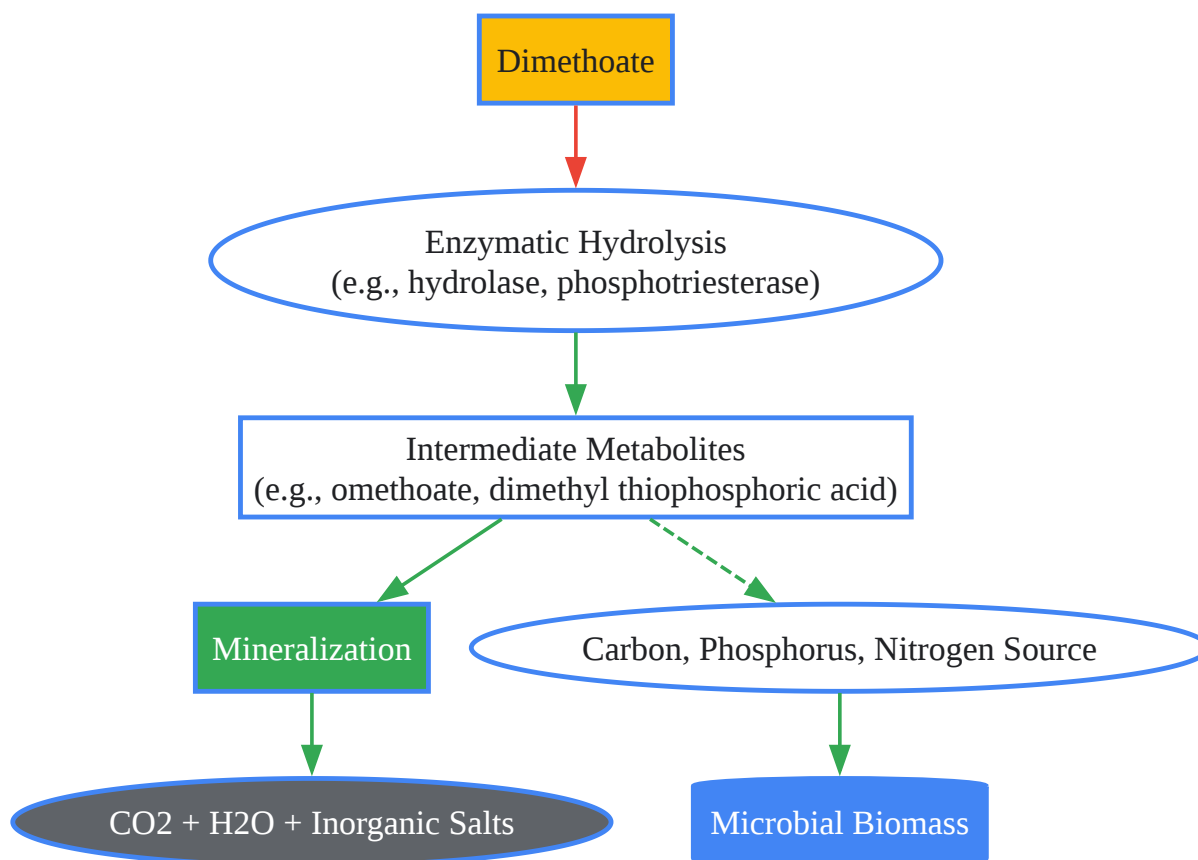 Dimethoate
Enzymatic Hydrolysis
(e.g., hydrolase, phosphotriesterase)
Intermediate Metabolites
(e.g., omethoate, dimethyl thiophosphoric acid)
Mineralization
Carbon, Phosphorus, Nitrogen Source
CO2 + H2O + Inorganic Salts
Microbial Biomass